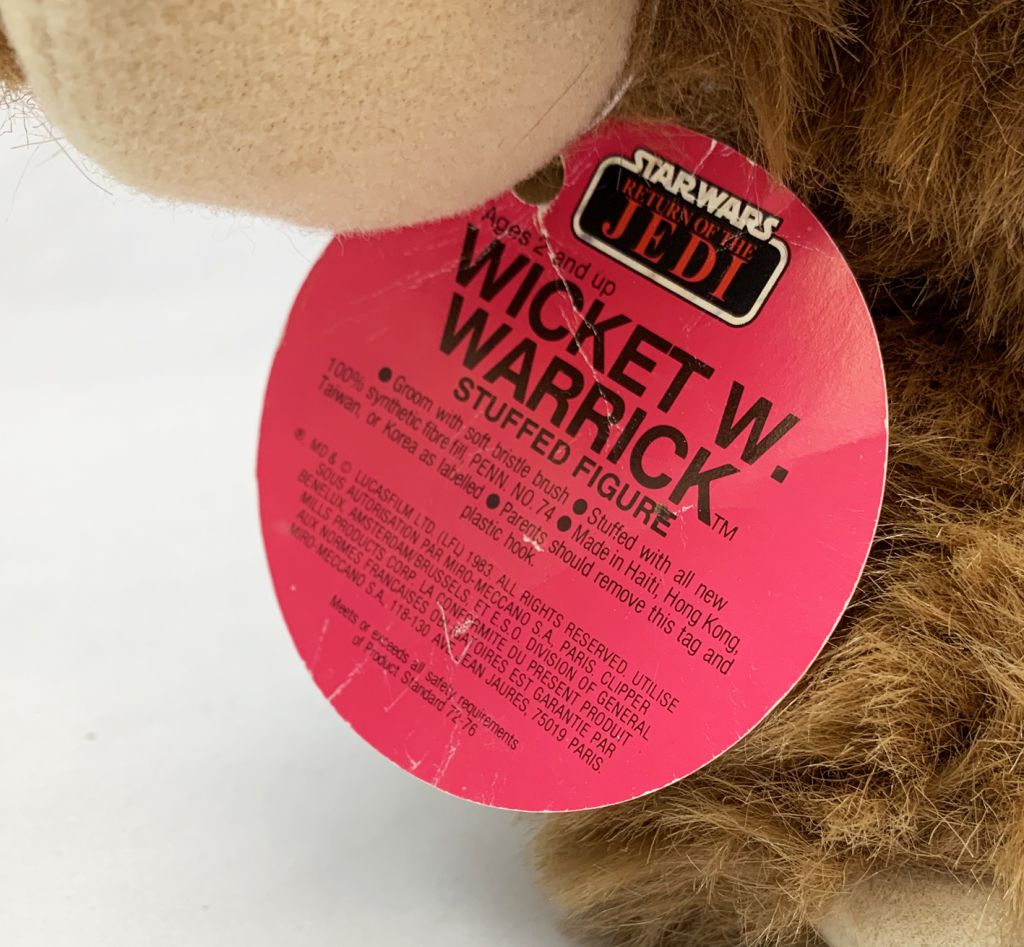 STAR WARS
RETURN OF THE
JEDI
Ages 2 and up
WICKET W.
WARRICK™
STUFFED FIGURE
● Groom with soft bristle brush ● Stuffed with all new
100% synthetic fibre fill, PENN. NO. 74 ● Made in Haiti, Hong Kong,
Taiwan, or Korea as labelled ● Parents should remove this tag and
plastic hook.
MD & © LUCASFILM LTD. (LFL) 1983. ALL RIGHTS RESERVED. UTILISE
SOUS AUTORISATION PAR MIRO-MECCANO S.A. PARIS, CLIPPER
BENELUX, AMSTERDAM/BRUSSELS, ET E.S.O. DIVISION OF GENERAL
MILLS PRODUCTS CORP. LA CONFORMITE DU PRESENT PRODUIT
AUX NORMES FRANCAISES OBLIGATOIRES EST GARANTIE PAR
MIRO-MECCANO S.A. 118-130 AVE JEAN JAURES, 75019 PARIS.
Meets or exceeds all safety requirements
of Product Standard 72-76